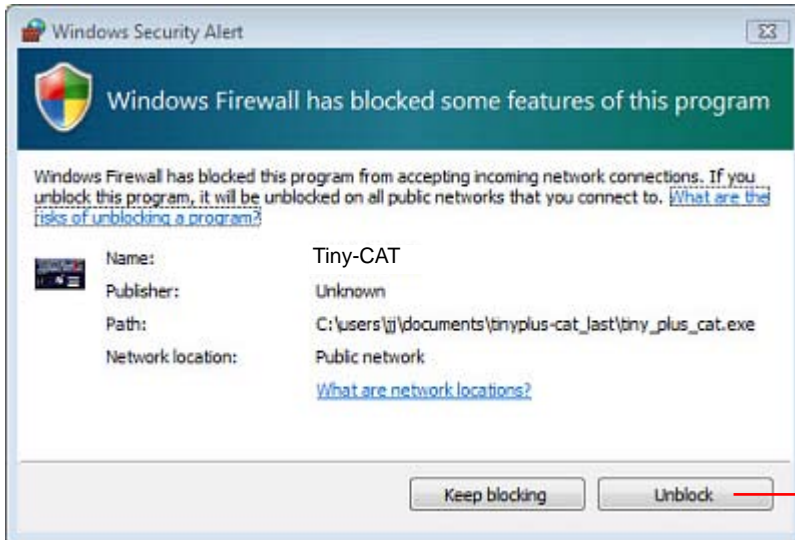 Windows Security Alert
Windows Firewall has blocked some features of this program
Windows Firewall has blocked this program from accepting incoming network connections. If you
unblock this program, it will be unblocked on all public networks that you connect to. What are the
risks of unblocking a program?
Name: Tiny-CAT
Publisher: Unknown
Path: C:\users\jj\documents\tinyplus-cat_last\tiny_plus_cat.exe
Network location: Public network
What are network locations?
Keep blocking Unblock